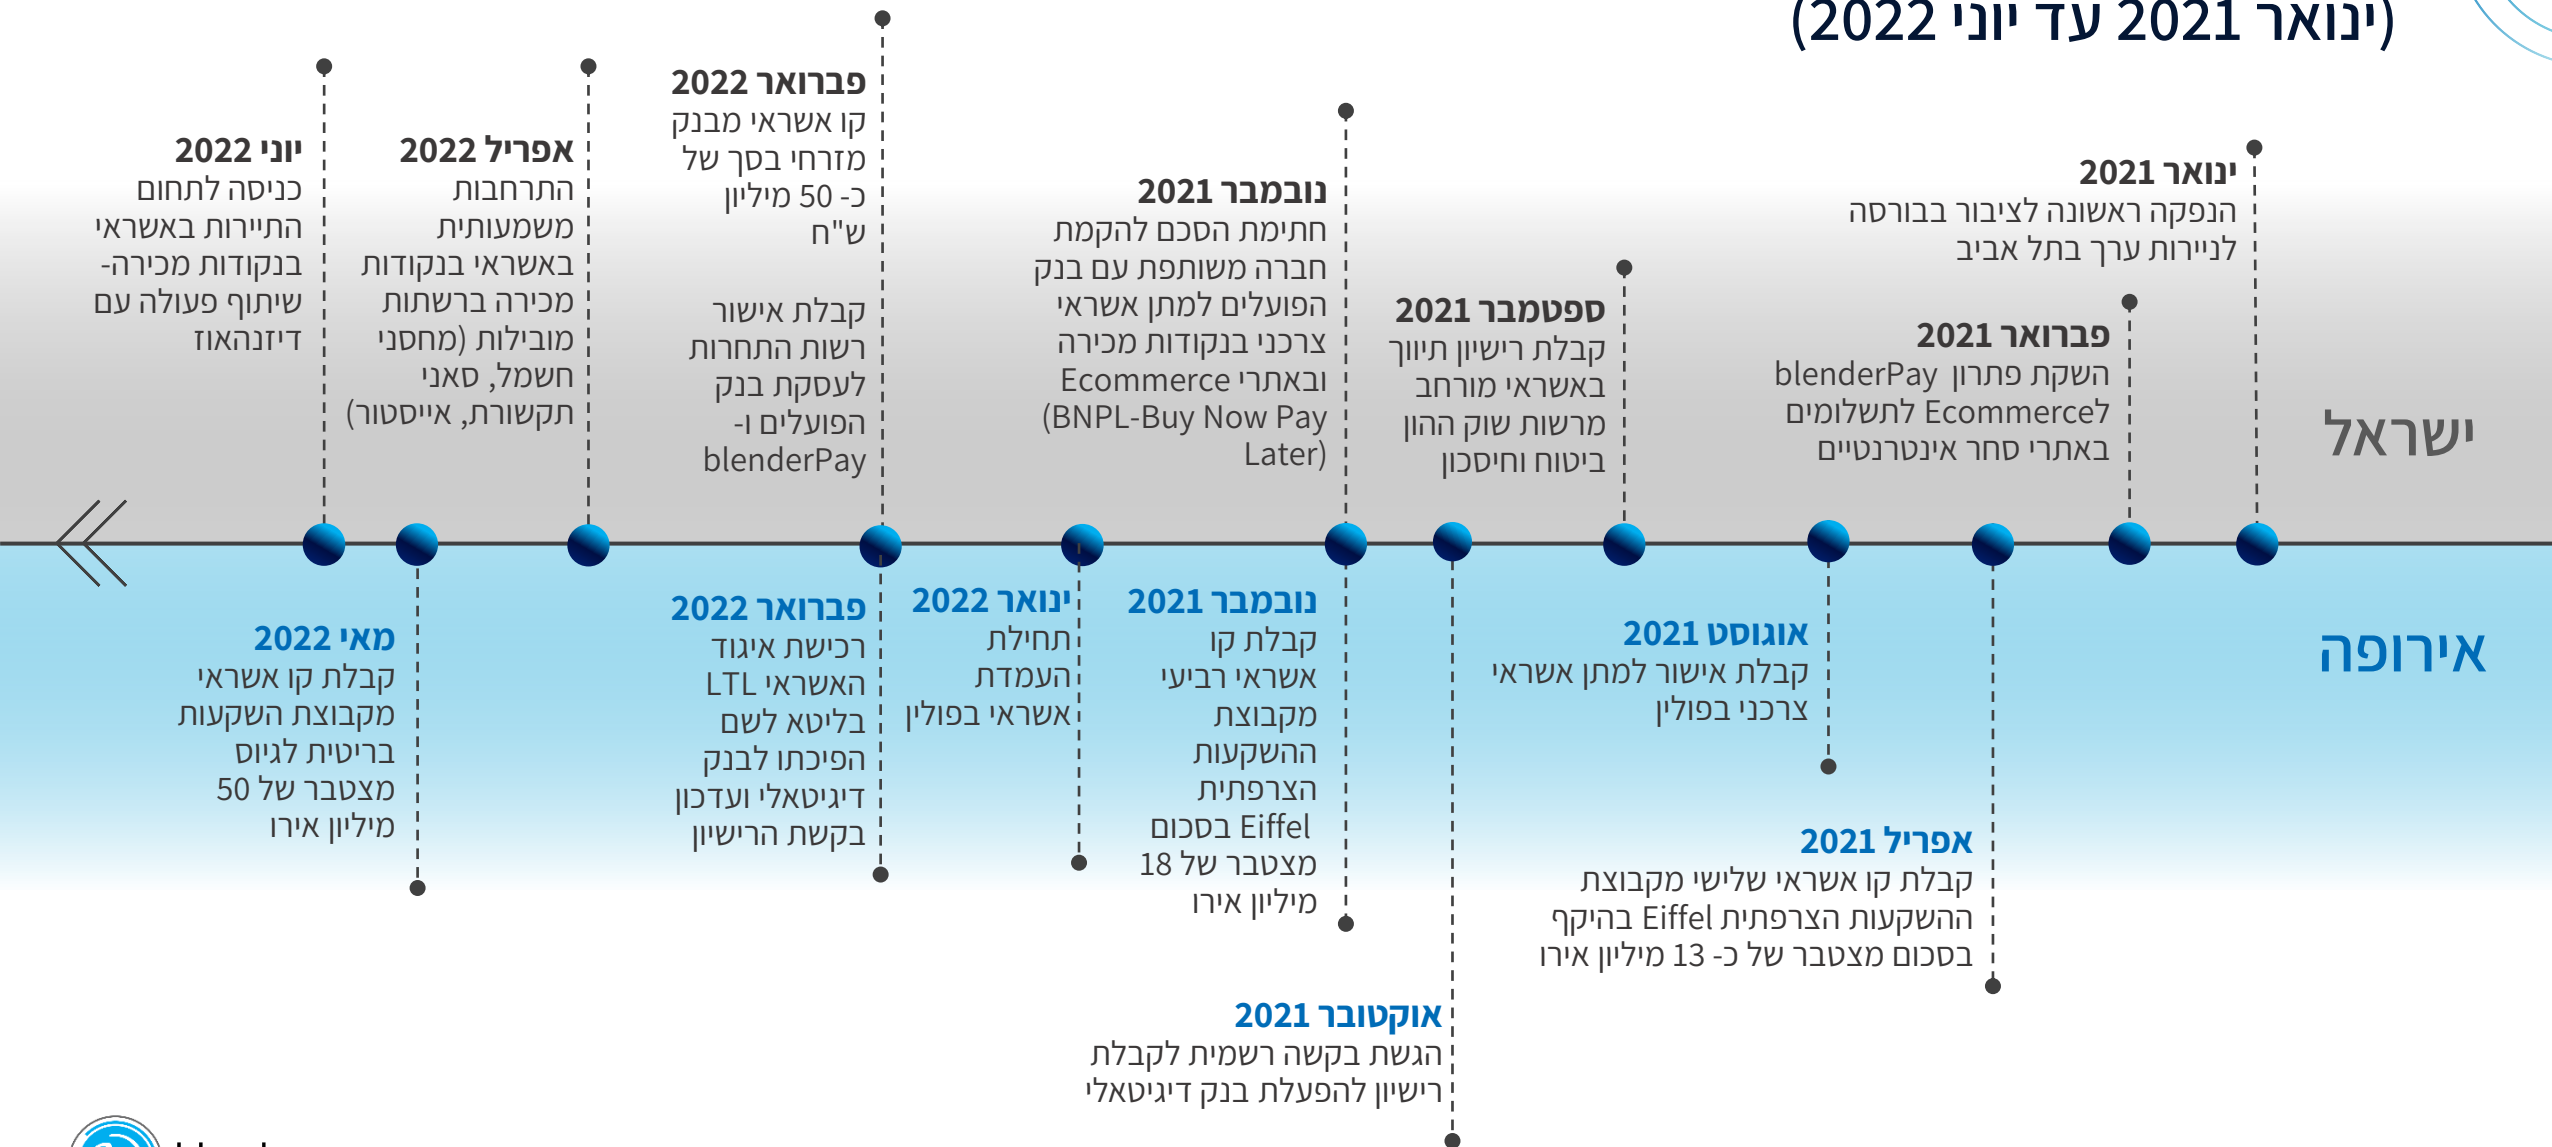 (ינואר 2021 עד יוני 2022)
ישראל
ינואר 2021
הנפקה ראשונה לציבור בבורסה
לניירות ערך בתל אביב
פברואר 2021
השקת פתרון blenderPay
לEcommerce לתשלומים
באתרי סחר אינטרנטיים
ספטמבר 2021
קבלת רישיון תיווך
באשראי מורחב
מרשות שוק ההון
ביטוח וחיסכון
נובמבר 2021
חתימת הסכם להקמת
חברה משותפת עם בנק
הפועלים למתן אשראי
צרכני בנקודות מכירה
ובאתרי Ecommerce
(BNPL-Buy Now Pay
Later)
פברואר 2022
קו אשראי מבנק
מזרחי בסך של
כ- 50 מיליון
ש"ח
קבלת אישור
רשות התחרות
לעסקת בנק
הפועלים ו-
blenderPay
אפריל 2022
התרחבות
משמעותית
באשראי בנקודות
מכירה ברשתות
מובילות (מחסני
חשמל, סאני
תקשורת, אייסטור)
יוני 2022
כניסה לתחום
התיירות באשראי
בנקודות מכירה-
שיתוף פעולה עם
דיזנהאוז
אירופה
אפריל 2021
קבלת קו אשראי שלישי מקבוצת
ההשקעות הצרפתית Eiffel בהיקף
בסכום מצטבר של כ- 13 מיליון אירו
אוגוסט 2021
קבלת אישור למתן אשראי
צרכני בפולין
אוקטובר 2021
הגשת בקשה רשמית לקבלת
רישיון להפעלת בנק דיגיטאלי
נובמבר 2021
קבלת קו
אשראי רביעי
מקבוצת
ההשקעות
הצרפתית
Eiffel בסכום
מצטבר של 18
מיליון אירו
ינואר 2022
תחילת
העמדת
אשראי בפולין
פברואר 2022
רכישת איגוד
האשראי LTL
בליטא לשם
הפיכתו לבנק
דיגיטאלי ועדכון
בקשת הרישיון
מאי 2022
קבלת קו אשראי
מקבוצת השקעות
בריטית לגיוס
מצטבר של 50
מיליון אירו